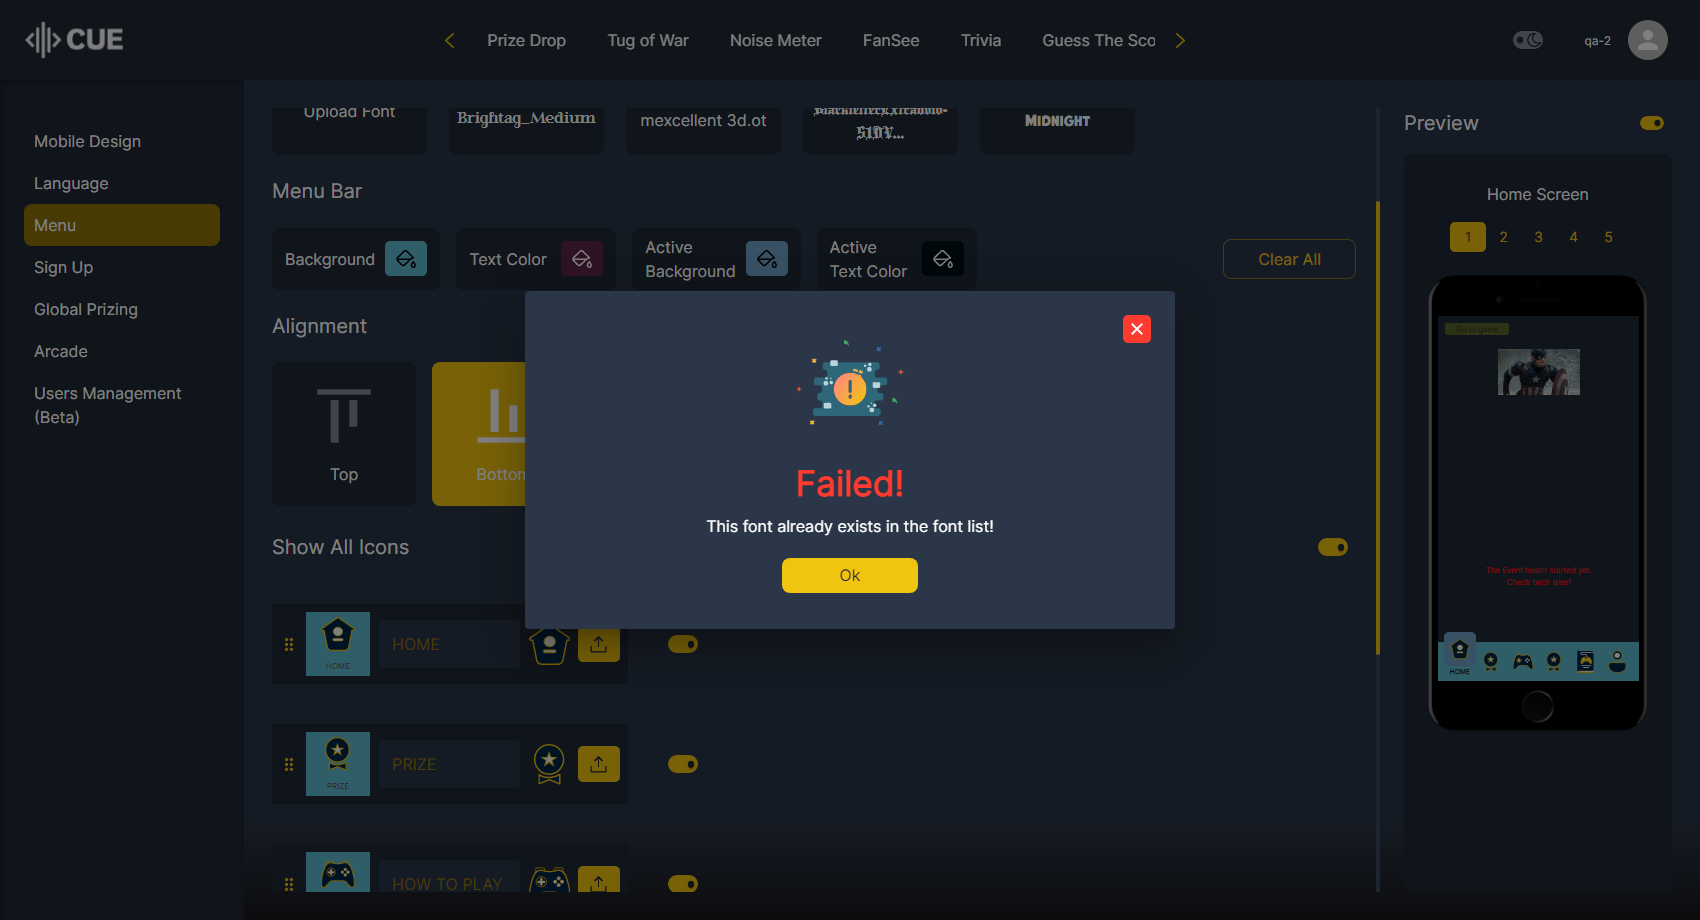 CUE
Prize Drop
Tug of War
Noise Meter
FanSee
Trivia
Guess The Sco
qa-2
Mobile Design
Language
Menu
Sign Up
Global Prizing
Arcade
Users Management
(Beta)
Upload Font
Brightag_Medium
mexcellent 3d.ot
MIDNIGHT
Menu Bar
Background
Text Color
Active
Background
Active
Text Color
Clear All
Alignment
Top
Show All Icons
Failed!
This font already exists in the font list!
Ok
HOME
HOME
PRIZE
PRIZE
HOW TO PLAY
Preview
Home Screen
1 2 3 4 5
Go to game
The Event hasn't started yet.
Check back later!
HOME